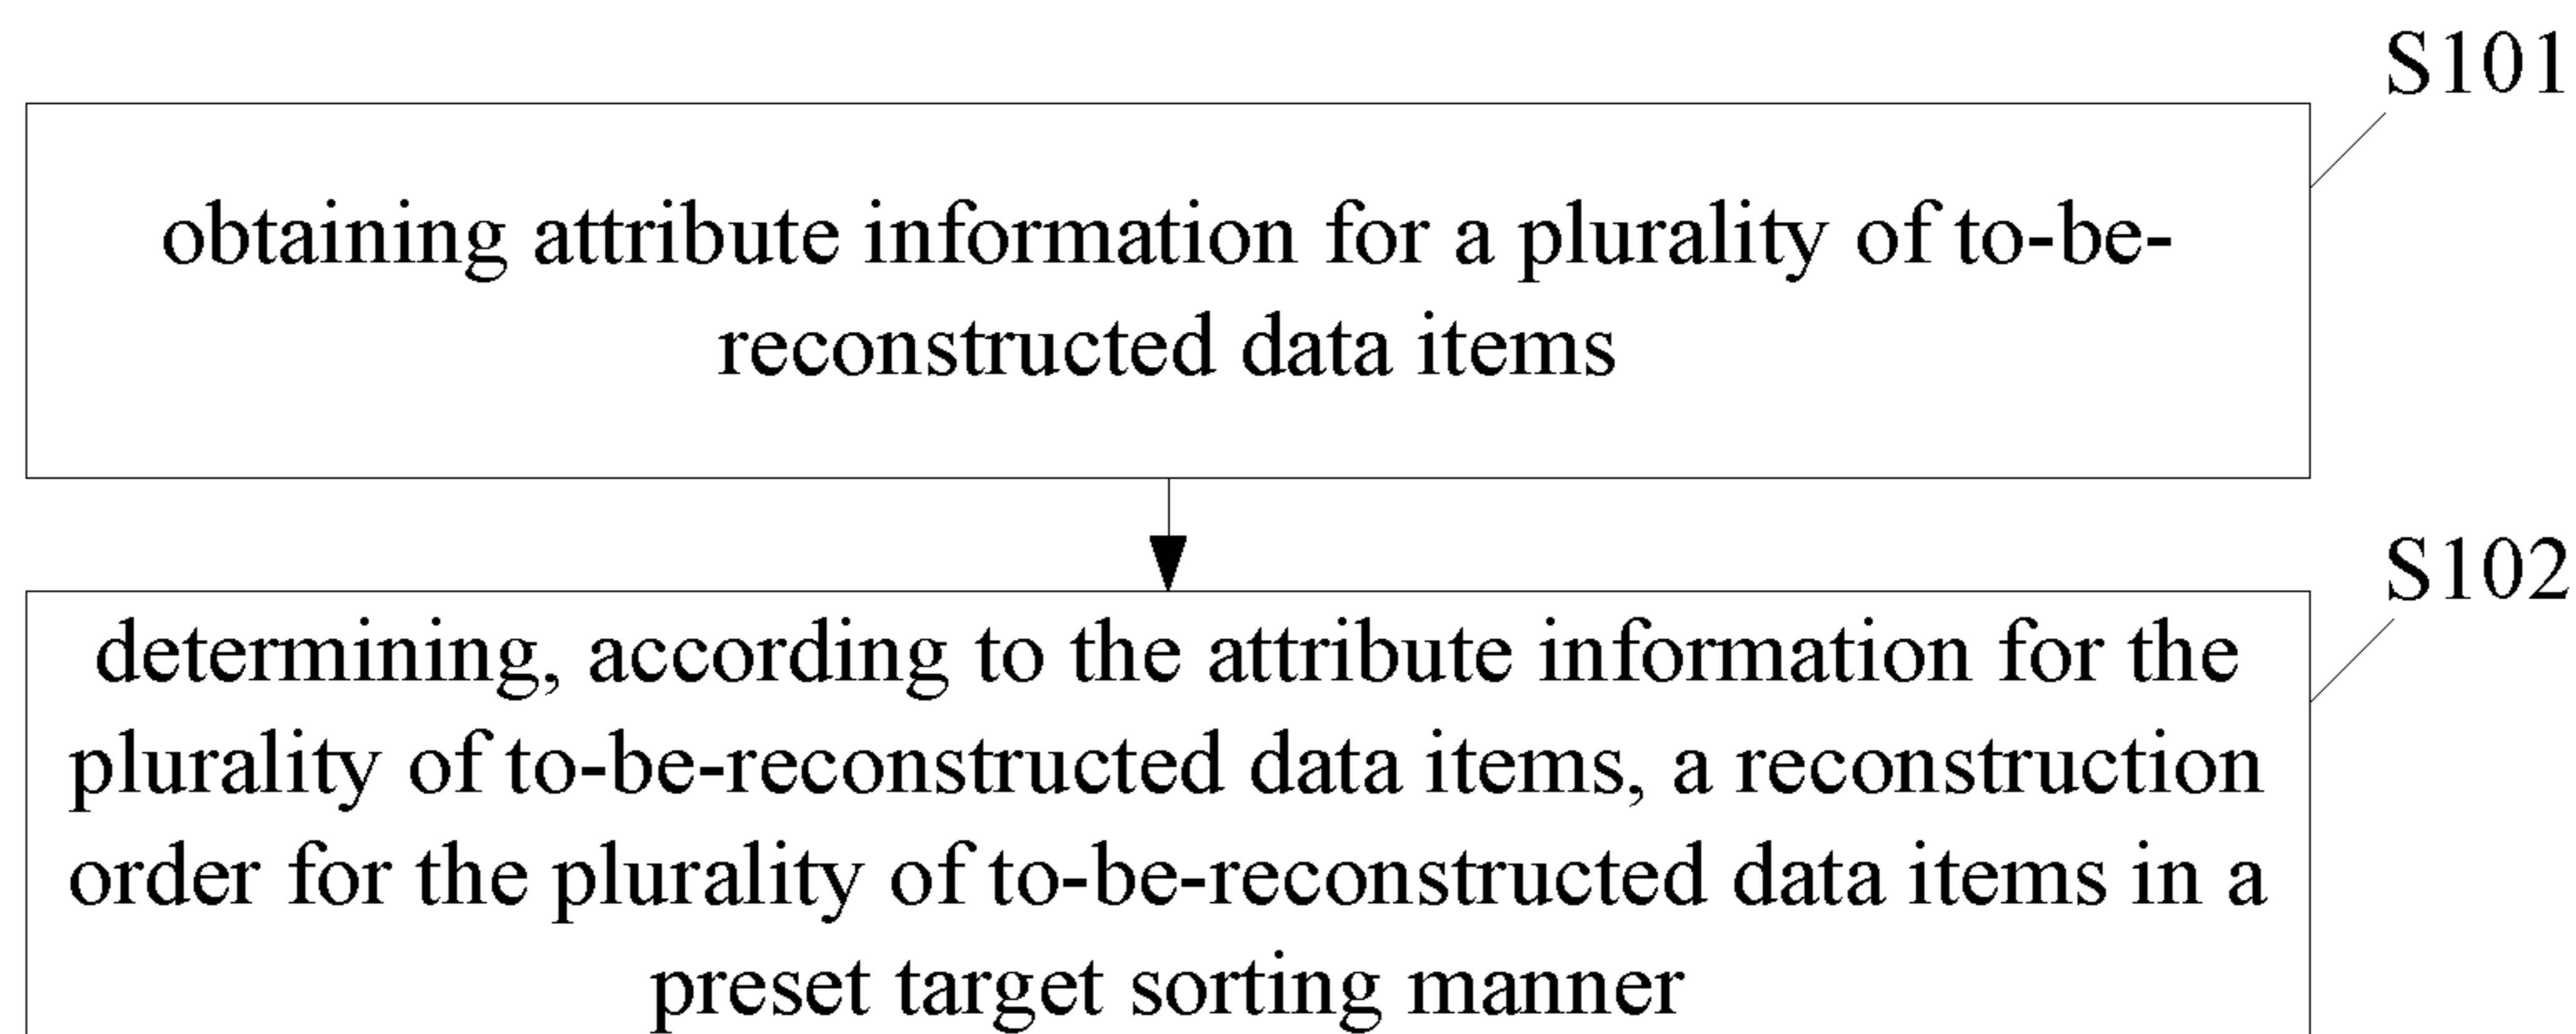 S101
obtaining attribute information for a plurality of to-be-
reconstructed data items
S102
determining, according to the attribute information for the
plurality of to-be-reconstructed data items, a reconstruction
order for the plurality of to-be-reconstructed data items in a
preset target sorting manner